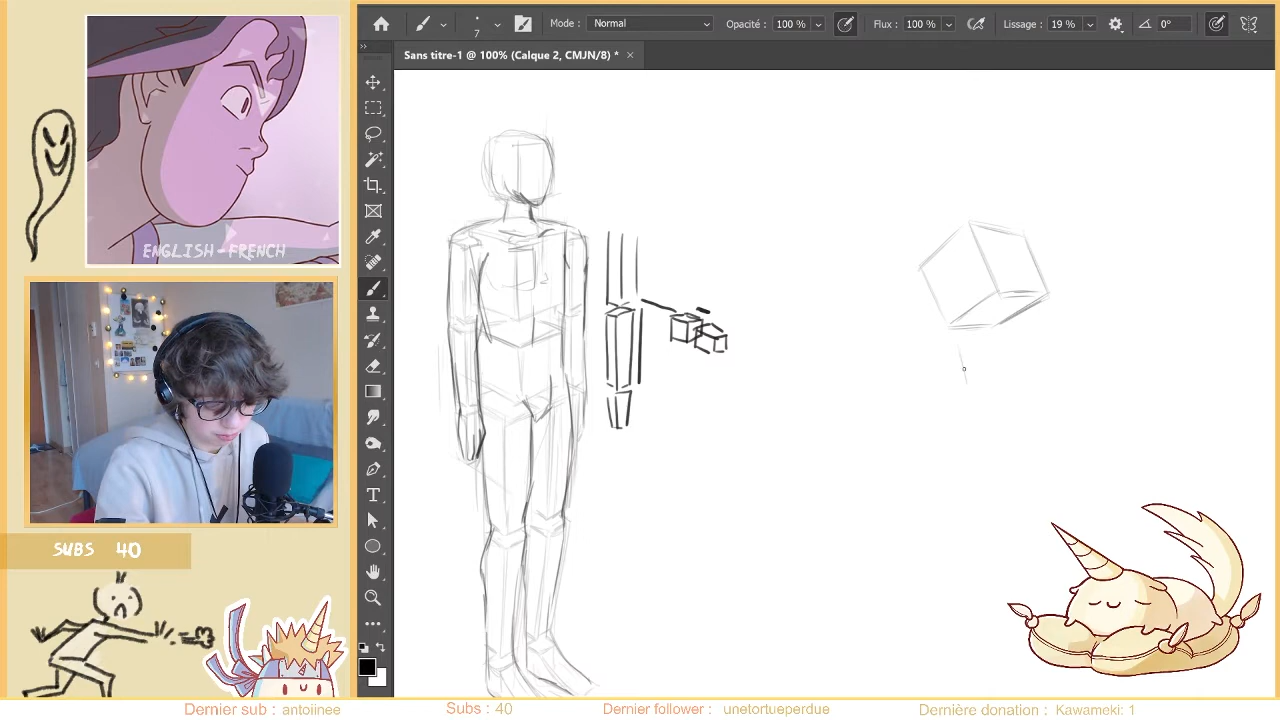 7 Mode : Normal Opacité : 100 % Flux : 100 % Lissage : 19 % 0°
Sans titre-1 @ 100% (Calque 2, CMJN/8) * ×
ENGLISH-FRENCH
SUBS 40
Dernier sub : antoiinee Subs : 40 Dernier follower : unetortueperdue Dernière donation : Kawameki: 1